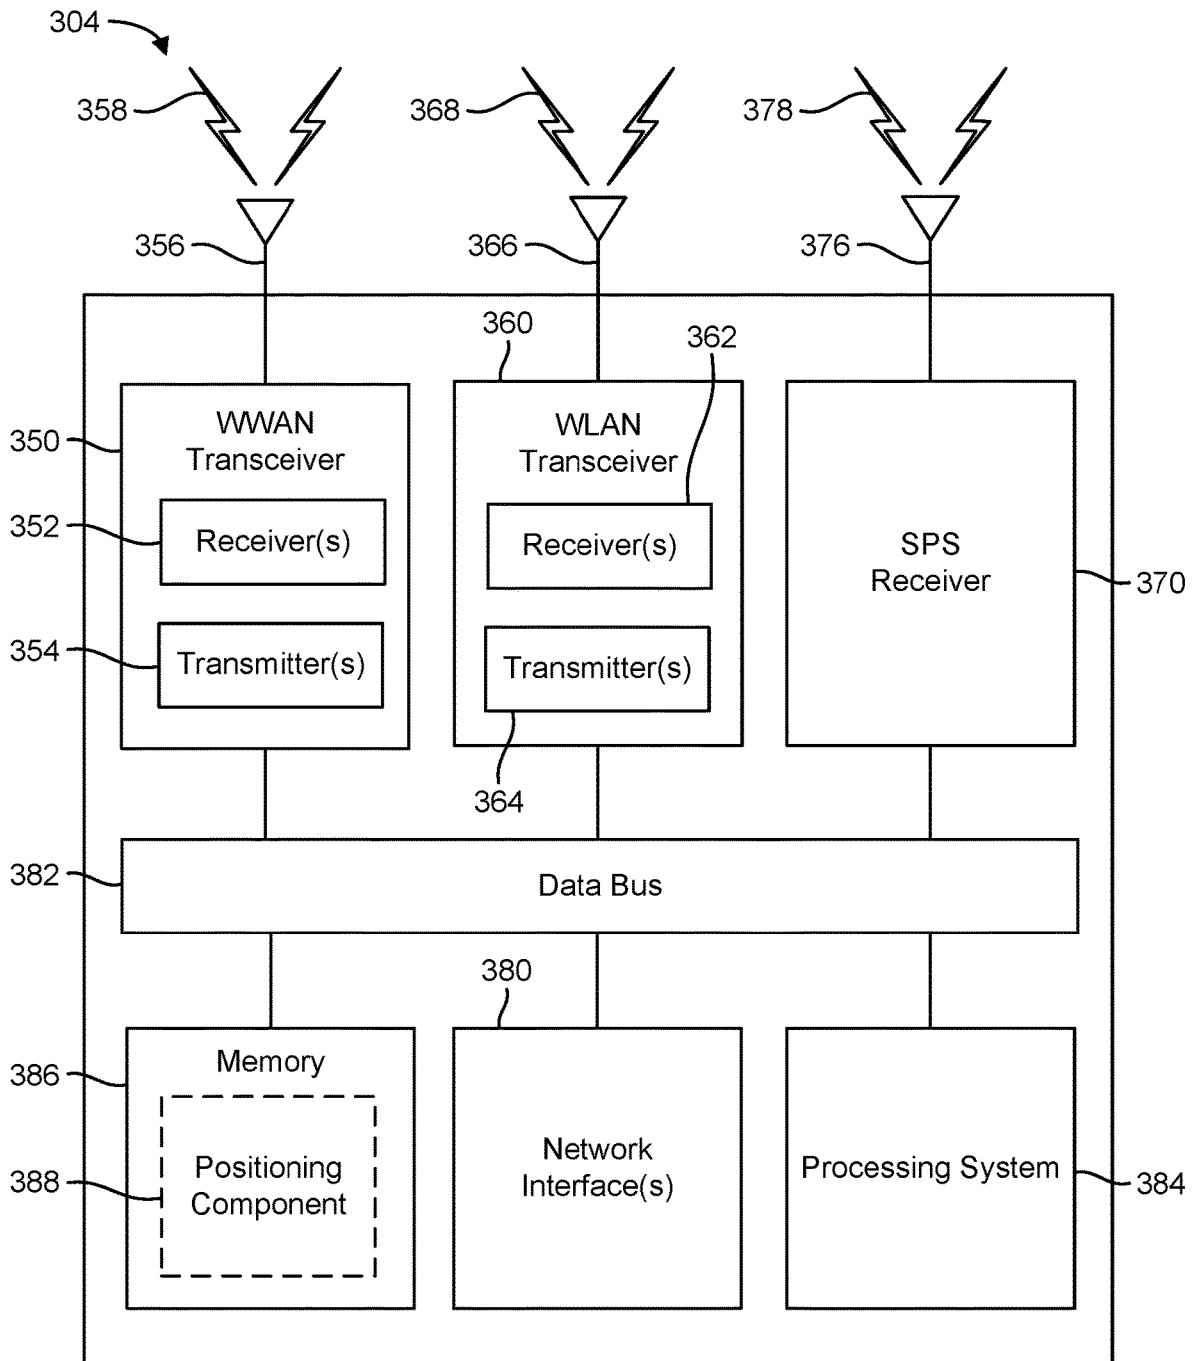 304
358
368
378
356
366
376
360
362
350
WWAN
Transceiver
WLAN
Transceiver
352
Receiver(s)
Receiver(s)
SPS
Receiver
370
354
Transmitter(s)
Transmitter(s)
364
382
Data Bus
380
386
Memory
388
Positioning
Component
Network
Interface(s)
Processing System
384